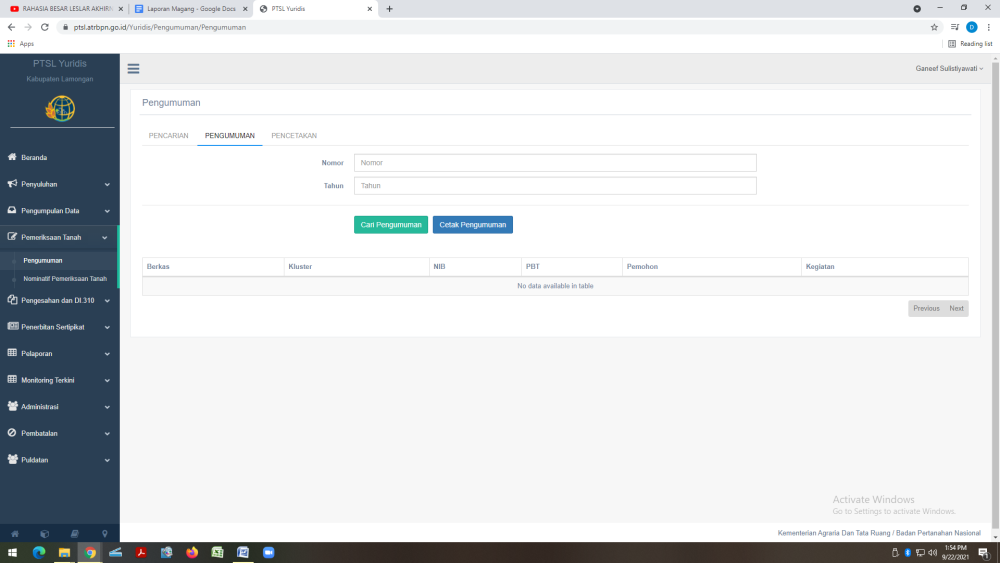 RAHASIA BESAR LESLAR AKHIRN
Laporan Magang - Google Docs
PTSL Yuridis
ptsl.atrbpn.go.id/Yuridis/Pengumuman/Pengumuman
D
Apps
Reading list
PTSL Yuridis
Kabupaten Lamongan
Ganeef Sulistiyawati
Beranda
Penyuluhan
Pengumpulan Data
Pemeriksaan Tanah
Pengumuman
Nominatif Pemeriksaan Tanah
Pengesahan dan DI.310
Penerbitan Sertipikat
Pelaporan
Monitoring Terkini
Administrasi
Pembatalan
Puldatan
Pengumuman
PENCARIAN PENGUMUMAN PENCETAKAN
Nomor Nomor
Tahun Tahun
Cari Pengumuman Cetak Pengumuman
Berkas Kluster NIB PBT Pemohon Kegiatan
No data available in table
Previous Next
Activate Windows
Go to Settings to activate Windows.
Kementerian Agraria Dan Tata Ruang / Badan Pertanahan Nasional
1:54 PM
9/22/2021